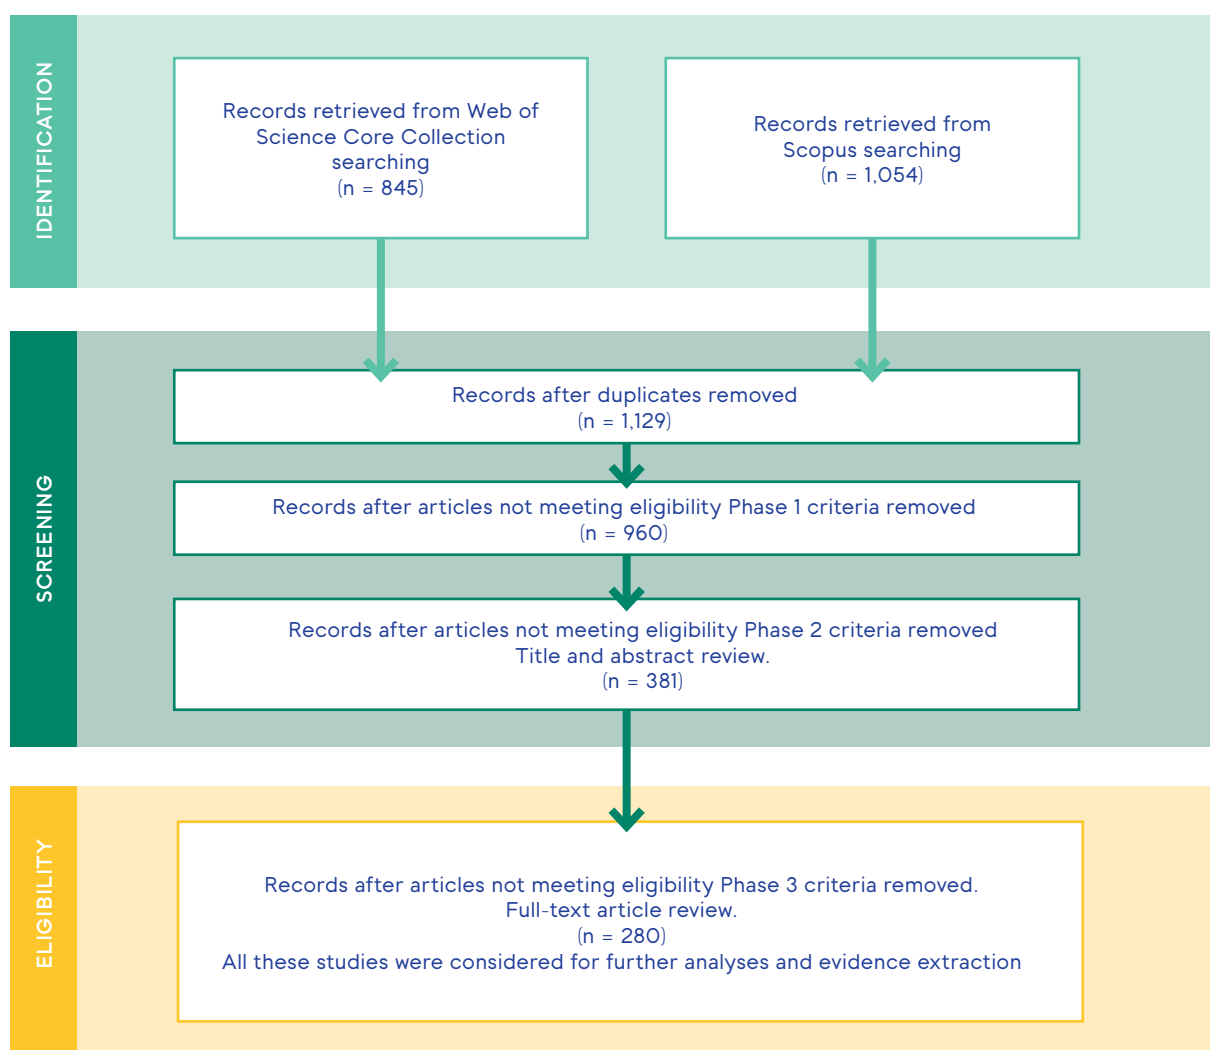 IDENTIFICATION
Records retrieved from Web of
Science Core Collection
searching
(n = 845)
Records retrieved from
Scopus searching
(n = 1,054)
SCREENING
Records after duplicates removed
(n = 1,129)
Records after articles not meeting eligibility Phase 1 criteria removed
(n = 960)
Records after articles not meeting eligibility Phase 2 criteria removed
Title and abstract review.
(n = 381)
ELIGIBILITY
Records after articles not meeting eligibility Phase 3 criteria removed.
Full-text article review.
(n = 280)
All these studies were considered for further analyses and evidence extraction